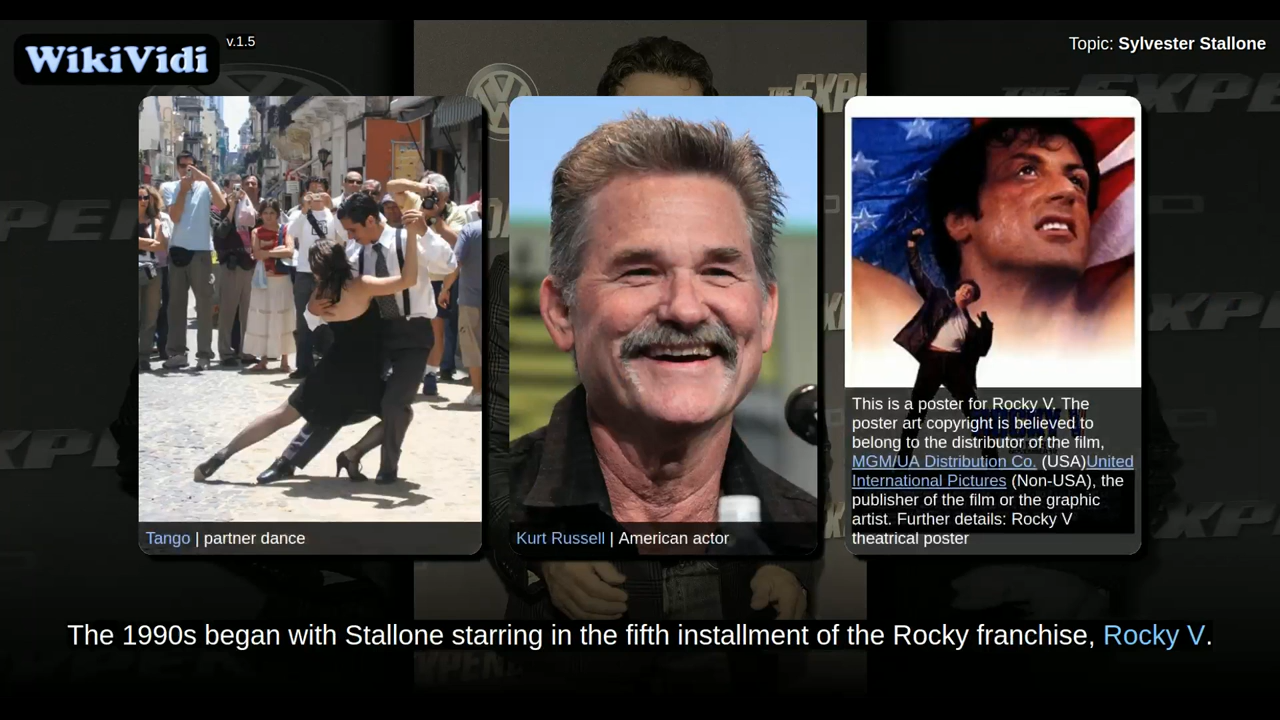 WikiVidi
v.1.5
Topic: Sylvester Stallone
Tango | partner dance
Kurt Russell | American actor
This is a poster for Rocky V. The
poster art copyright is believed to
belong to the distributor of the film,
MGM/UA Distribution Co. (USA)United
International Pictures (Non-USA), the
publisher of the film or the graphic
artist. Further details: Rocky V
theatrical poster
The 1990s began with Stallone starring in the fifth installment of the Rocky franchise, Rocky V.